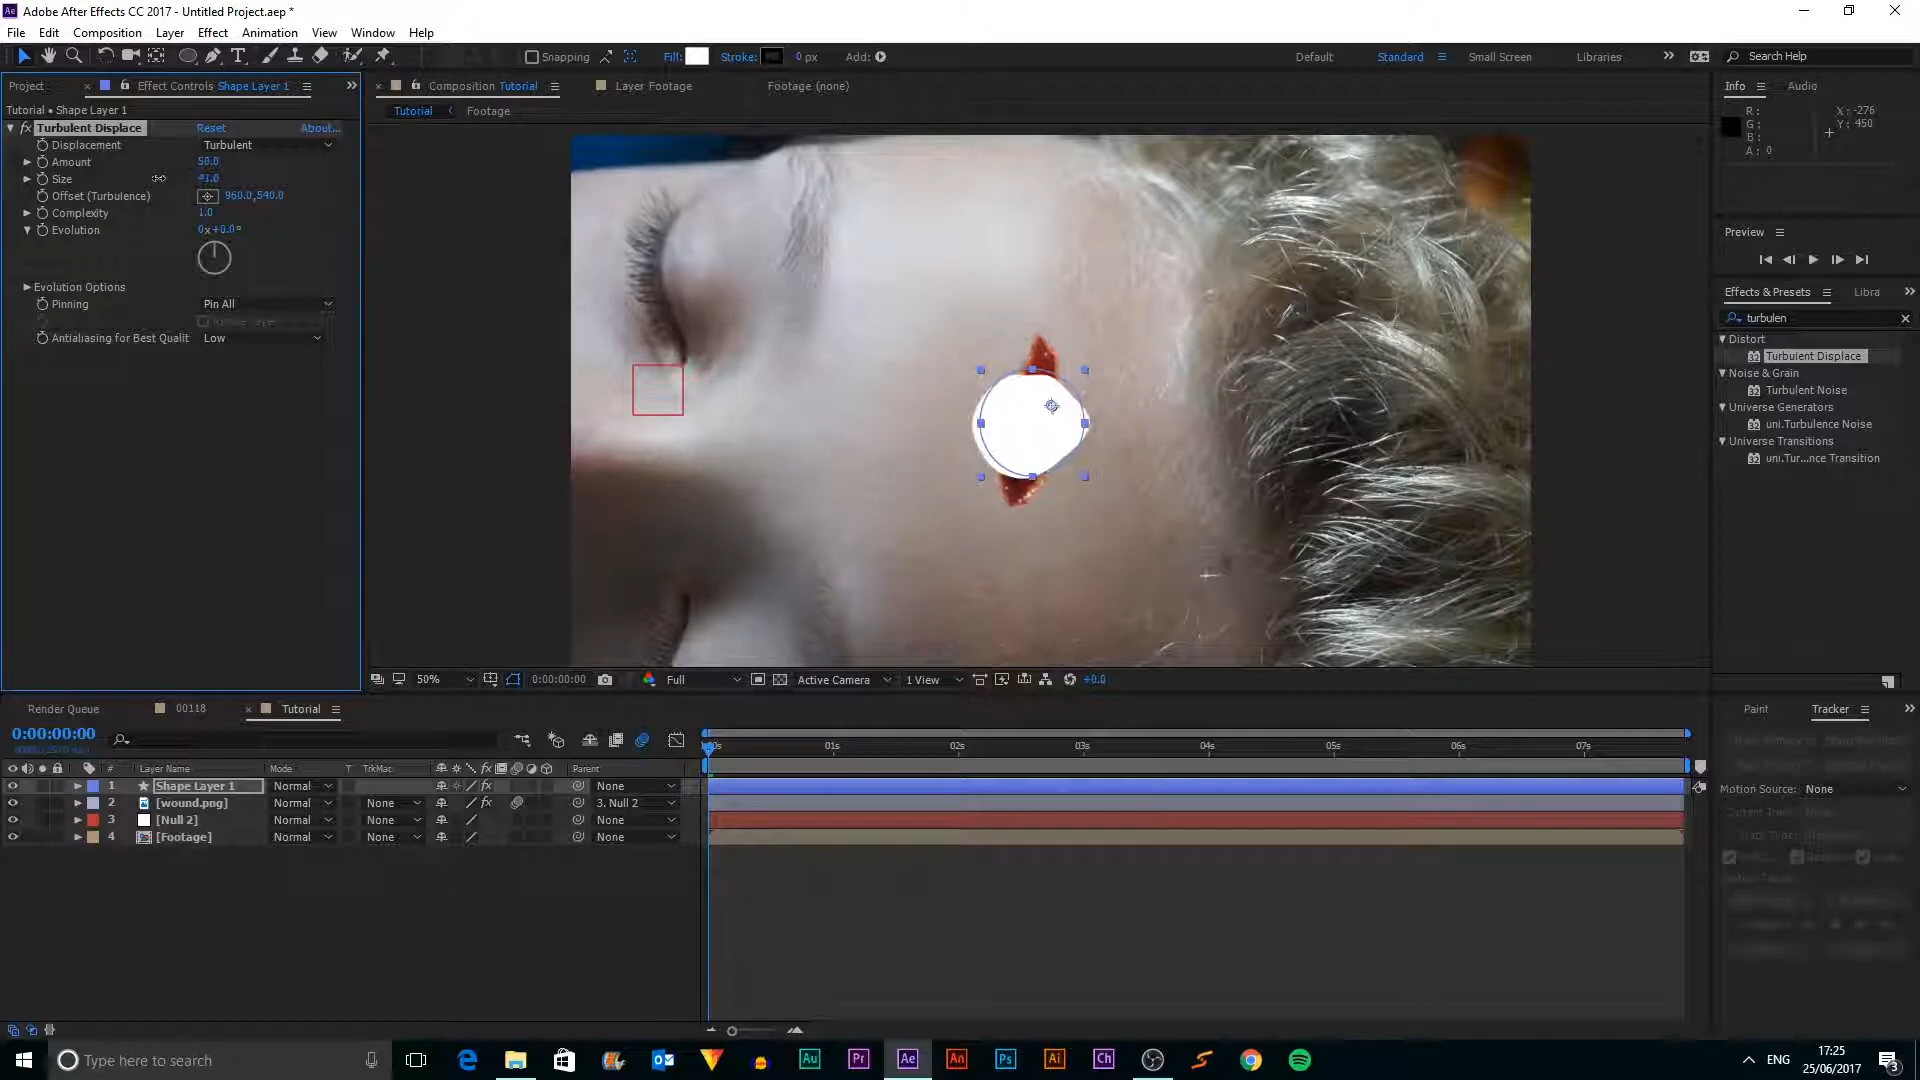 Adobe After Effects CC 2017 - Untitled Project.aep *
File Edit Composition Layer Effect Animation View Window Help
Snapping Fill: Stroke: 0 px Add: Default Standard Small Screen Libraries Search Help
Project Effect Controls Shape Layer 1 Composition Tutorial Layer Footage Footage (none) Info Audio
Tutorial • Shape Layer 1 Tutorial Footage
Turbulent Displace Reset About...
Displacement Turbulent
Amount 50.0
Size
Offset (Turbulence) 960.0,540.0
Complexity 1.0
Evolution 0x+0.0°
Evolution Options
Pinning Pin All
Antialiasing for Best Qualit Low
R: X: -276
G: Y: 450
B:
A: 0
Preview
Effects & Presets Libra
turbulen
Distort
Turbulent Displace
Noise & Grain
Turbulent Noise
Universe Generators
uni.Turbulence Noise
Universe Transitions
uni.Tur...nce Transition
50% 0:00:00:00 Full Active Camera 1 View +0.0
Render Queue 00118 Tutorial Paint Tracker
0:00:00:00
01s 02s 03s 04s 05s 06s 07s
# Layer Name Mode T TrkMat Parent
1 Shape Layer 1 Normal None
2 [wound.png] Normal None 3. Null 2
3 [Null 2] Normal None None
4 [Footage] Normal None None
Motion Source: None
Type here to search
ENG 17:25
25/06/2017 3